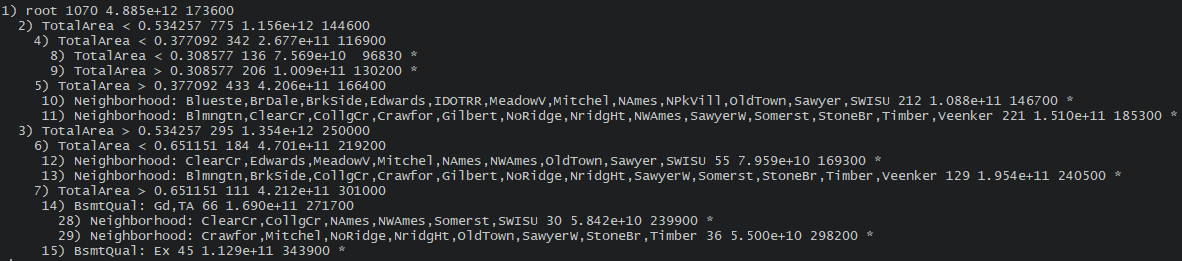 1) root 1070 4.885e+12 173600
2) TotalArea < 0.534257 775 1.156e+12 144600
4) TotalArea < 0.377092 342 2.677e+11 116900
8) TotalArea < 0.308577 136 7.569e+10  96830 *
9) TotalArea > 0.308577 206 1.009e+11 130200 *
5) TotalArea > 0.377092 433 4.206e+11 166400
10) Neighborhood: Blueste,BrDale,BrkSide,Edwards,IDOTRR,MeadowV,Mitchel,NAmes,NPkVill,OldTown,Sawyer,SWISU 212 1.088e+11 146700 *
11) Neighborhood: Blmngtn,ClearCr,CollgCr,Crawfor,Gilbert,NoRidge,NridgHt,NWAmes,SawyerW,Somerst,StoneBr,Timber,Veenker 221 1.510e+11 185300 *
3) TotalArea > 0.534257 295 1.354e+12 250000
6) TotalArea < 0.651151 184 4.701e+11 219200
12) Neighborhood: ClearCr,Edwards,MeadowV,Mitchel,NAmes,NWAmes,OldTown,Sawyer,SWISU 55 7.959e+10 169300 *
13) Neighborhood: Blmngtn,BrkSide,CollgCr,Crawfor,Gilbert,NoRidge,NridgHt,SawyerW,Somerst,StoneBr,Timber,Veenker 129 1.954e+11 240500 *
7) TotalArea > 0.651151 111 4.212e+11 301000
14) BsmtQual: Gd,TA 66 1.690e+11 271700
28) Neighborhood: ClearCr,CollgCr,NAmes,NWAmes,Somerst,SWISU 30 5.842e+10 239900 *
29) Neighborhood: Crawfor,Mitchel,NoRidge,NridgHt,OldTown,SawyerW,StoneBr,Timber 36 5.500e+10 298200 *
15) BsmtQual: Ex 45 1.129e+11 343900 *